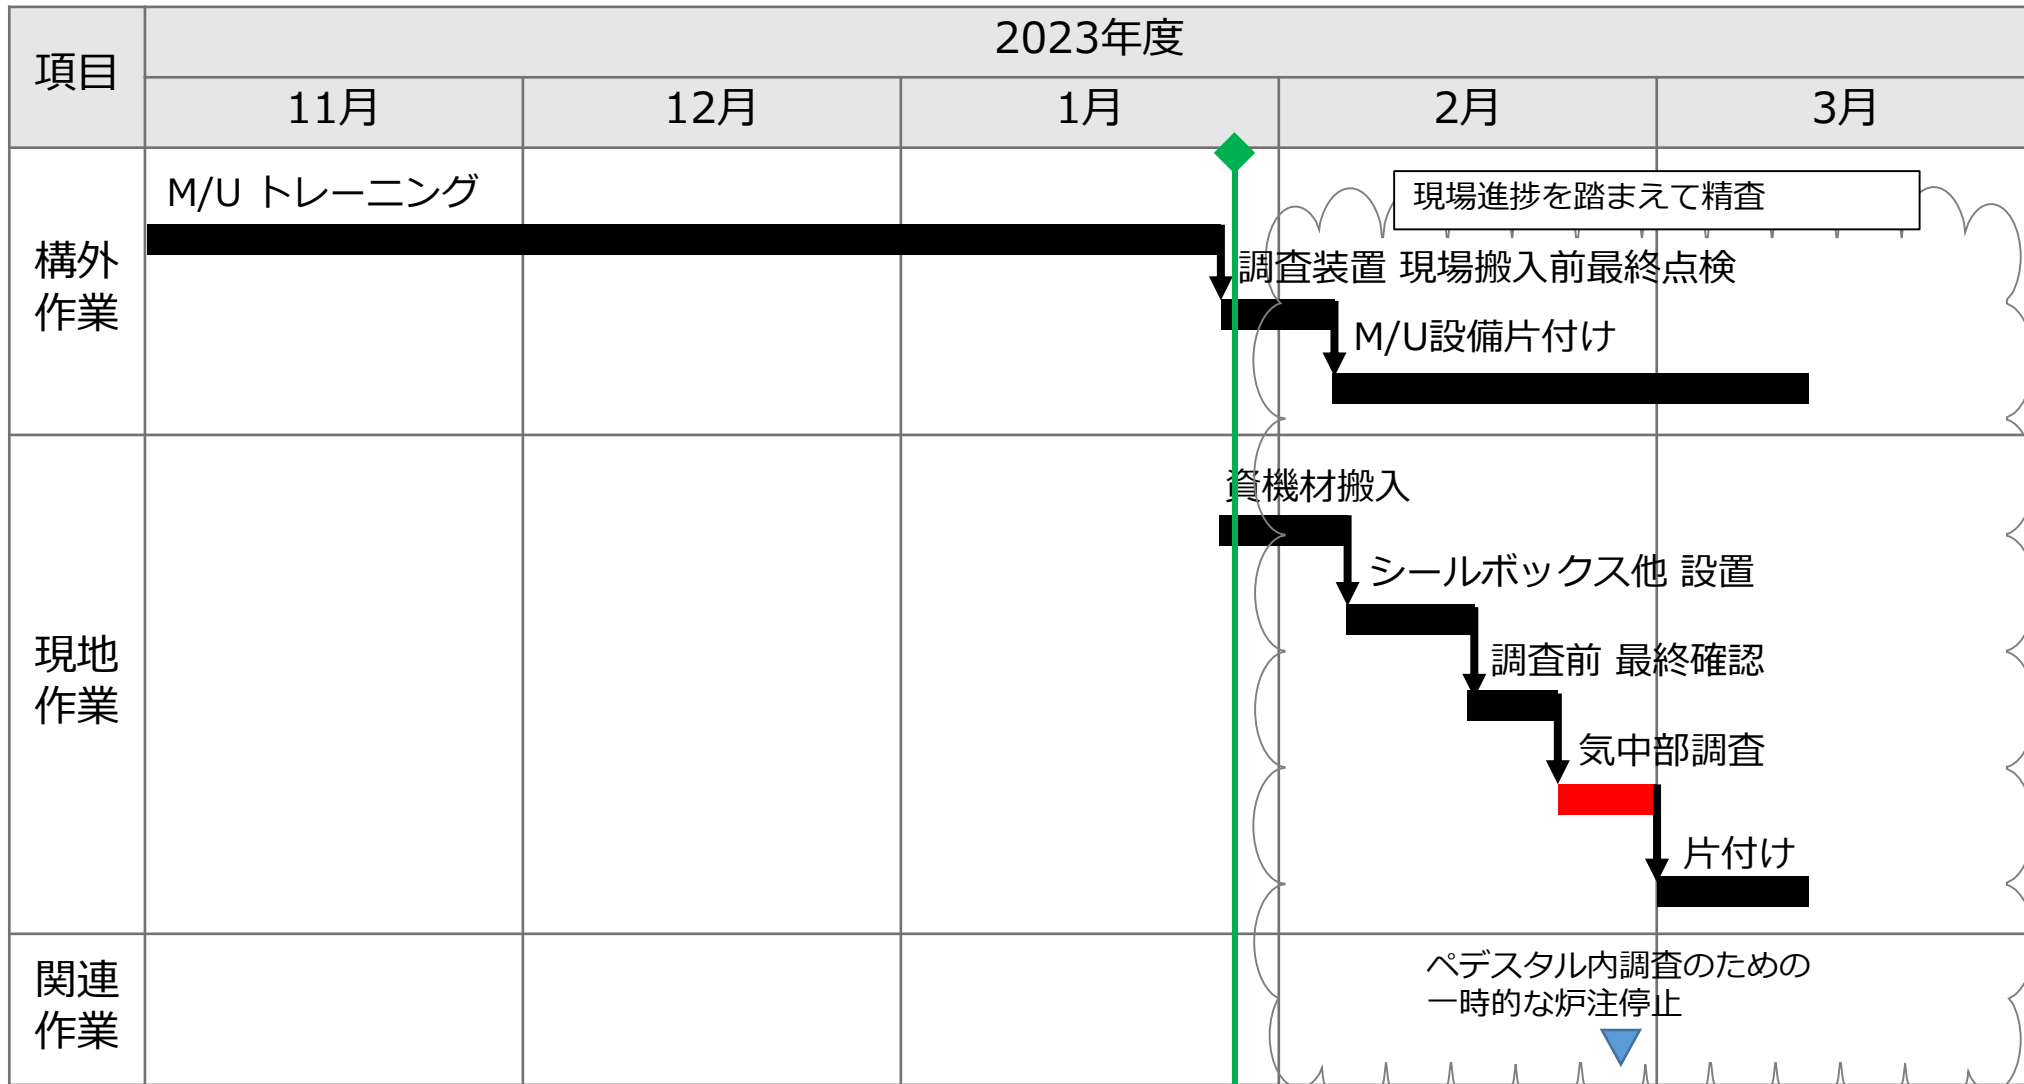 項目
2023年度
11月
12月
1月
2月
3月
構外
作業
M/U トレーニング
現場進捗を踏まえて精査
調査装置 現場搬入前最終点検
M/U設備片付け
現地
作業
資機材搬入
シールボックス他 設置
調査前 最終確認
気中部調査
片付け
関連
作業
ペデスタル内調査のための
一時的な炉注停止